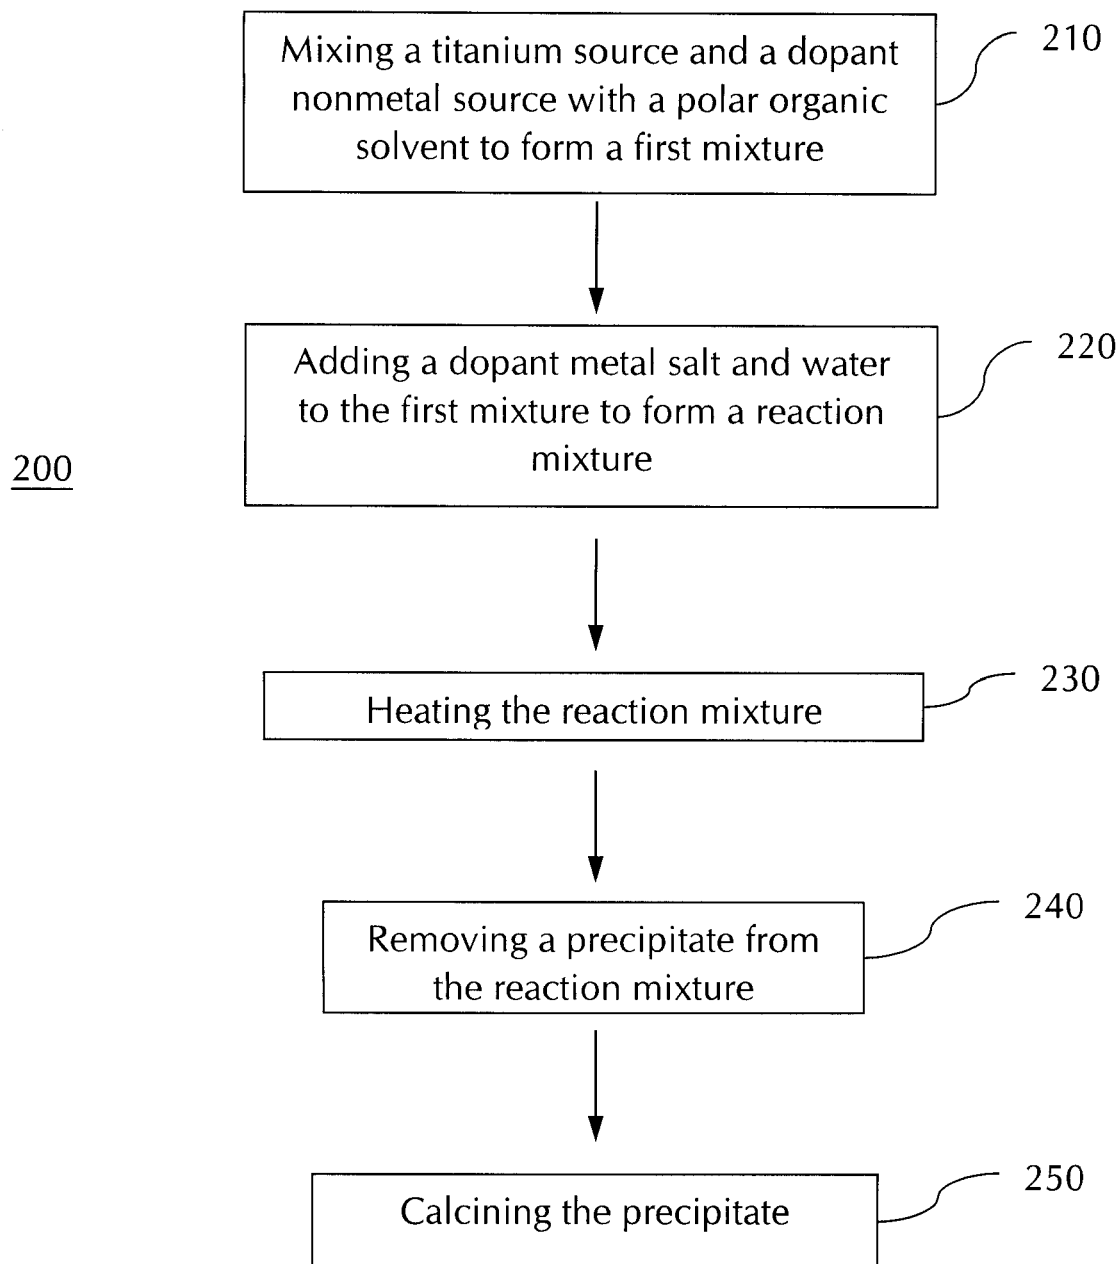 Mixing a titanium source and a dopant
nonmetal source with a polar organic
solvent to form a first mixture
210
Adding a dopant metal salt and water
to the first mixture to form a reaction
mixture
220
200
Heating the reaction mixture
230
Removing a precipitate from
the reaction mixture
240
Calcining the precipitate
250